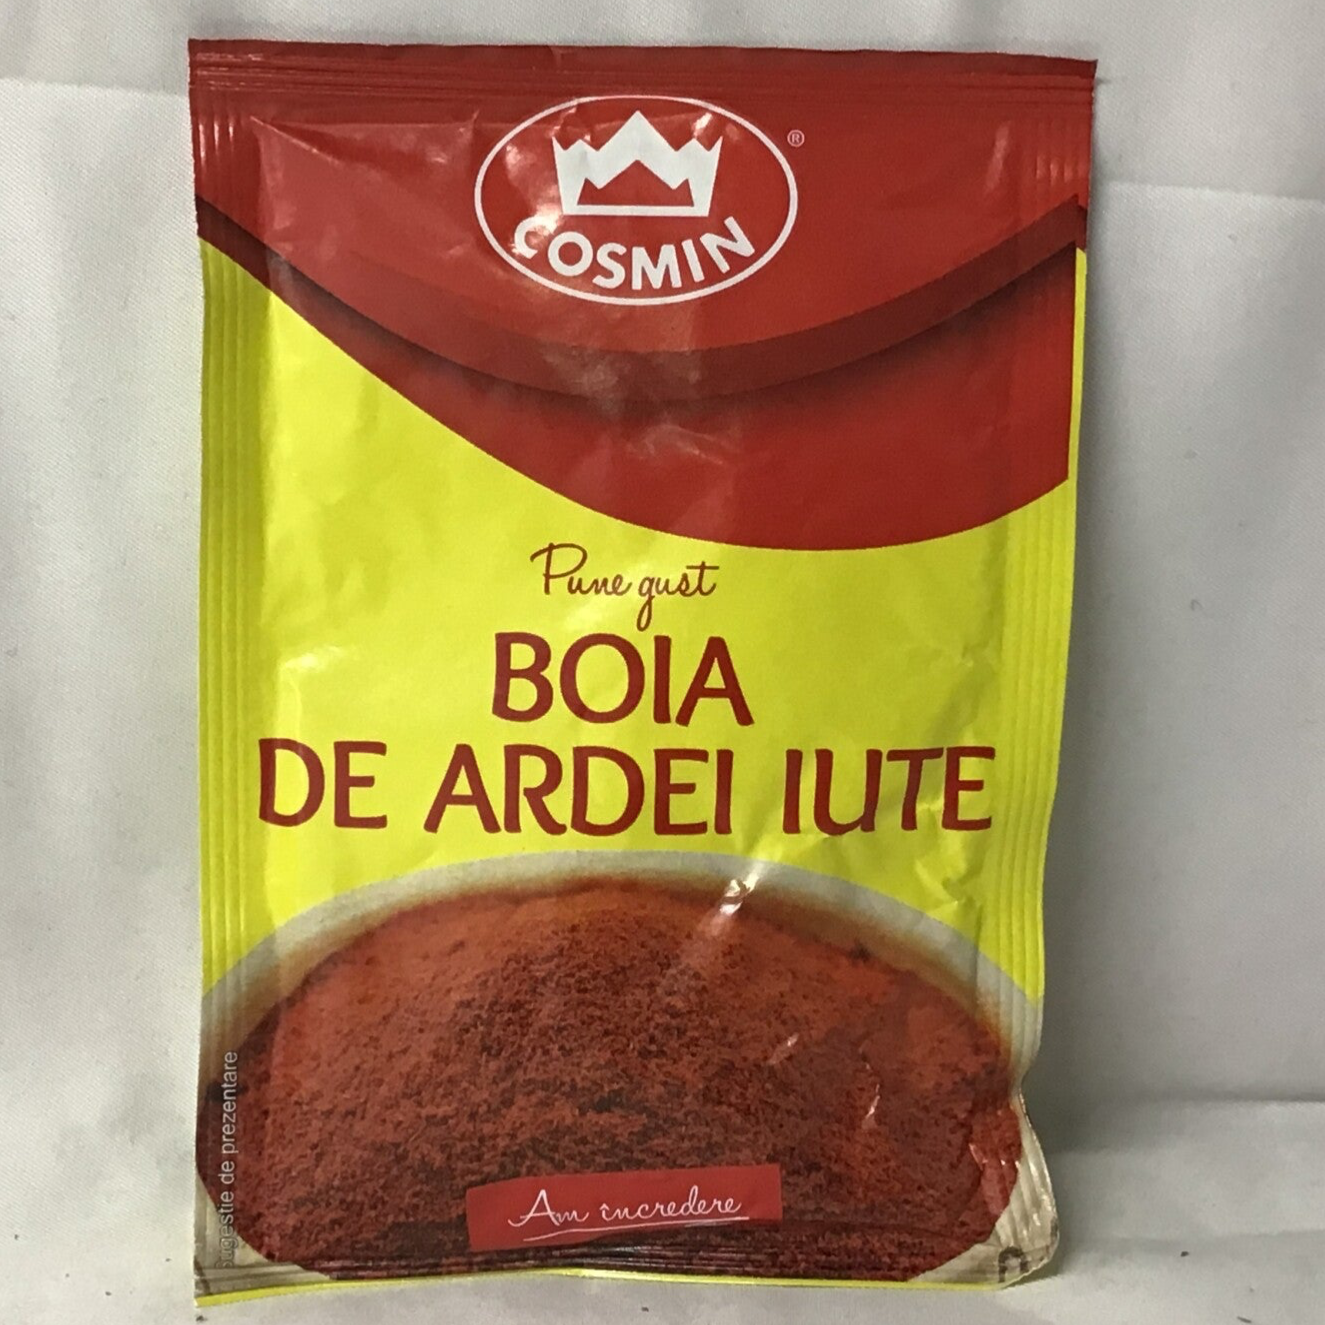 COSMIN
®
Pune gust
BOIA
DE ARDEI IUTE
Am încredere
Sugestie de prezentare